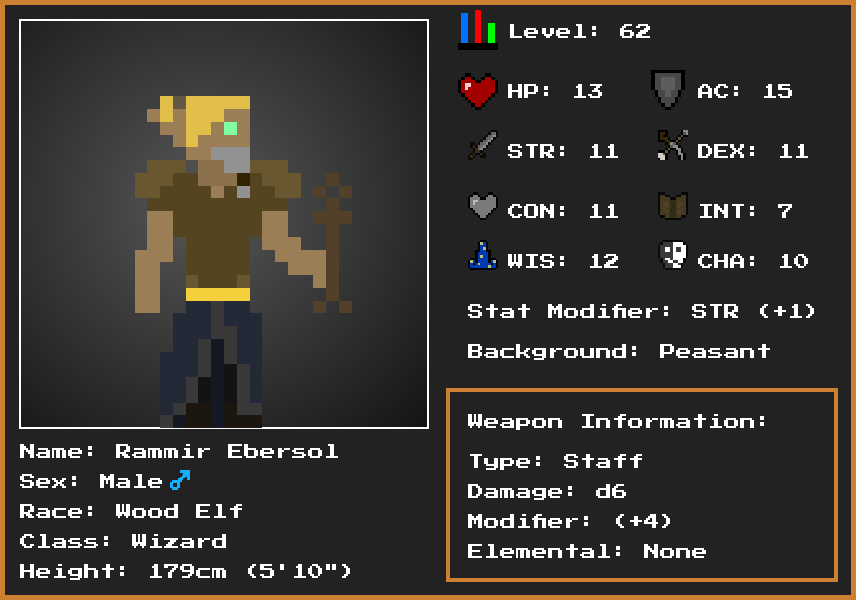 Level: 62
HP: 13 AC: 15
STR: 11 DEX: 11
CON: 11 INT: 7
WIS: 12 CHA: 10
Stat Modifier: STR (+1)
Background: Peasant
Weapon Information:
Type: Staff
Damage: d6
Modifier: (+4)
Elemental: None
Name: Rammir Ebersol
Sex: Male♂
Race: Wood Elf
Class: Wizard
Height: 179cm (5'10")